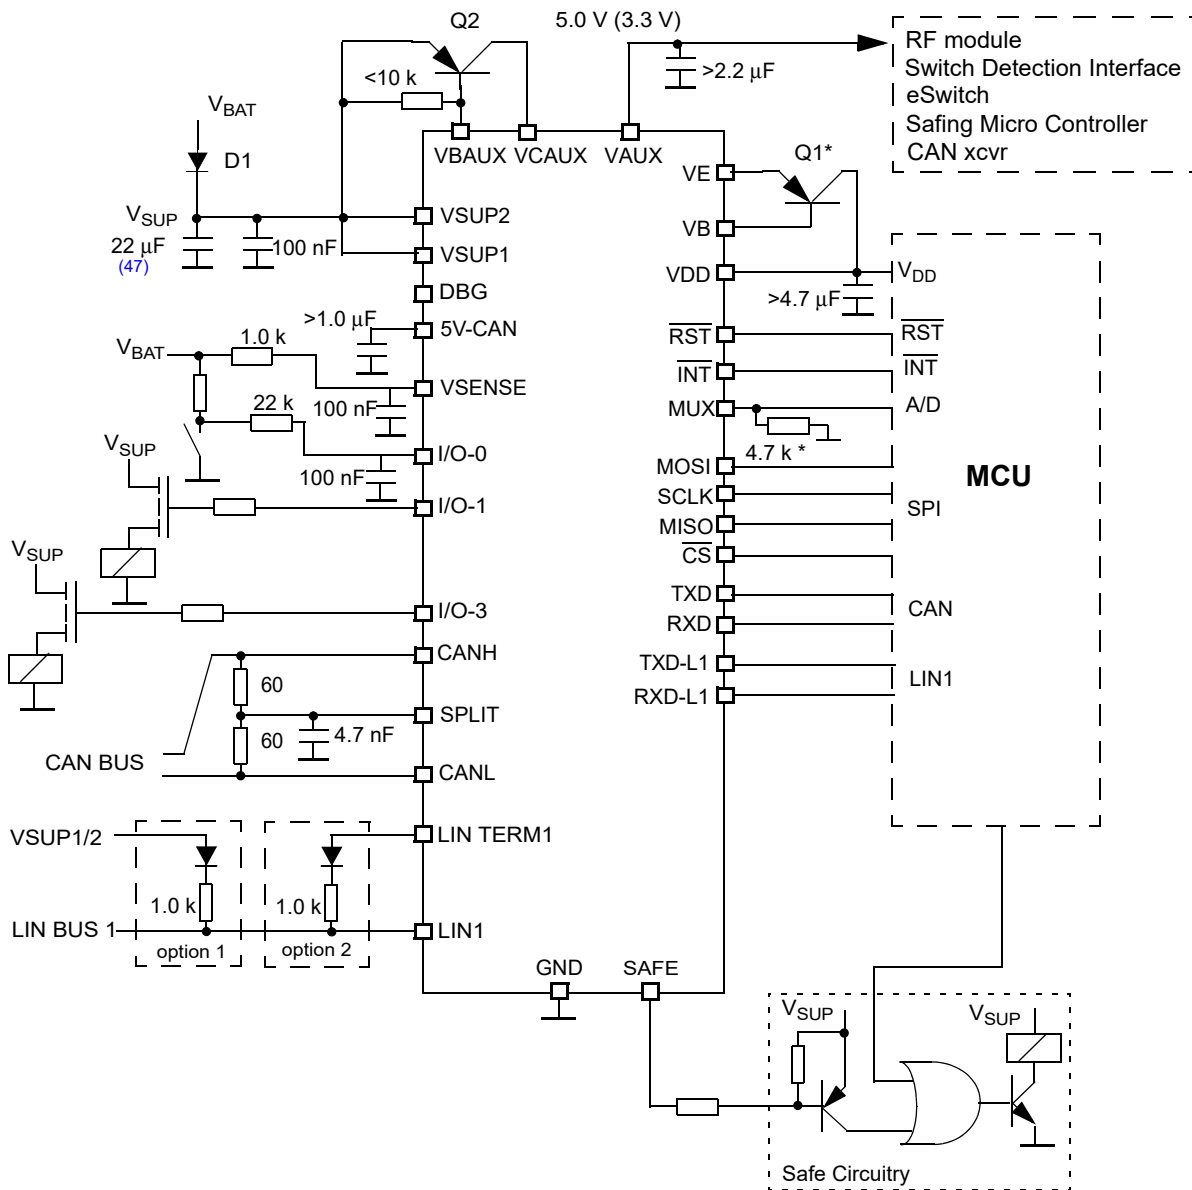 Q2
5.0 V (3.3 V)
RF module
Switch Detection Interface
eSwitch
Safing Micro Controller
CAN xcvr
<10 k
>2.2 μF
VBAT
D1
VBAUX
VCAUX
VAUX
Q1*
VE
VSUP
22 μF
(47)
100 nF
VSUP2
VB
VSUP1
VDD
VDD
DBG
>4.7 μF
>1.0 μF
5V-CAN
RST
RST
VBAT
1.0 k
INT
INT
VSENSE
100 nF
22 k
MUX
A/D
4.7 k *
VSUP
I/O-0
100 nF
MOSI
MCU
SCLK
SPI
I/O-1
MISO
VSUP
CS
TXD
CAN
I/O-3
RXD
CANH
TXD-L1
60
LIN1
RXD-L1
SPLIT
60
4.7 nF
CAN BUS
CANL
VSUP1/2
LIN TERM1
1.0 k
1.0 k
LIN BUS 1
LIN1
option 1
option 2
GND
SAFE
VSUP
VSUP
Safe Circuitry